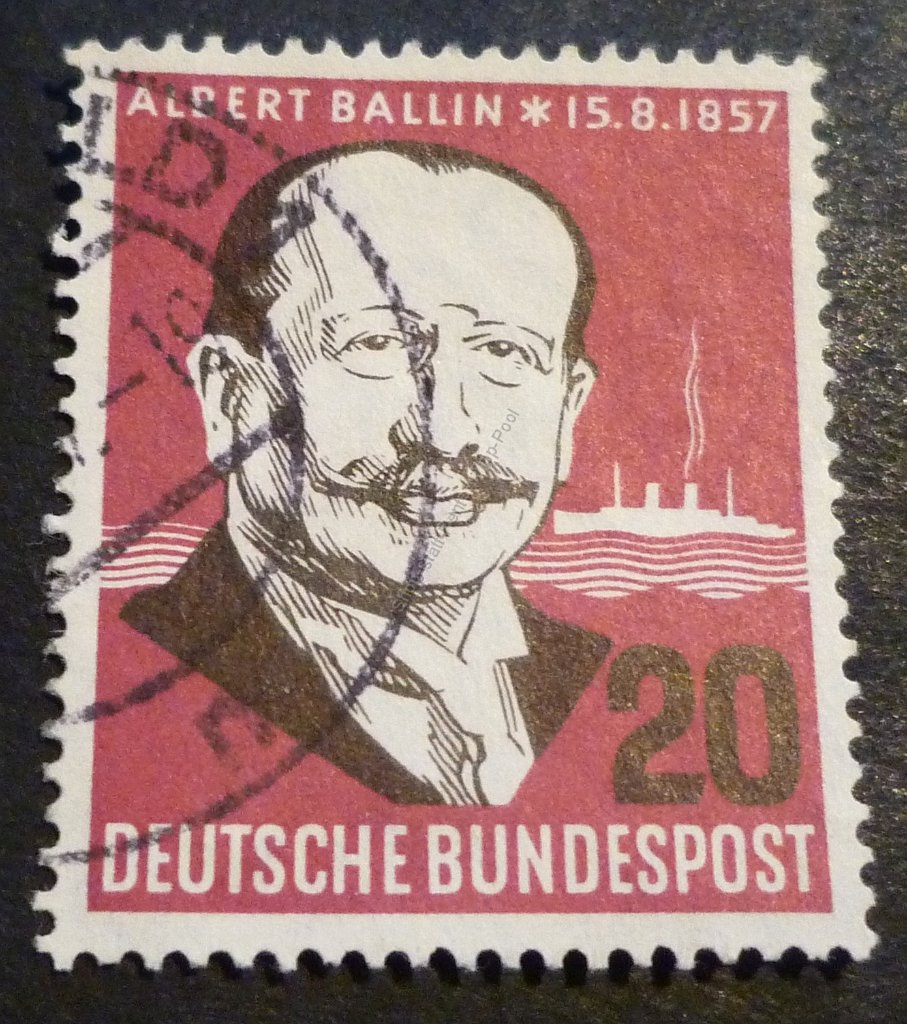 ALBERT BALLIN * 15.8.1857
20
DEUTSCHE BUNDESPOST